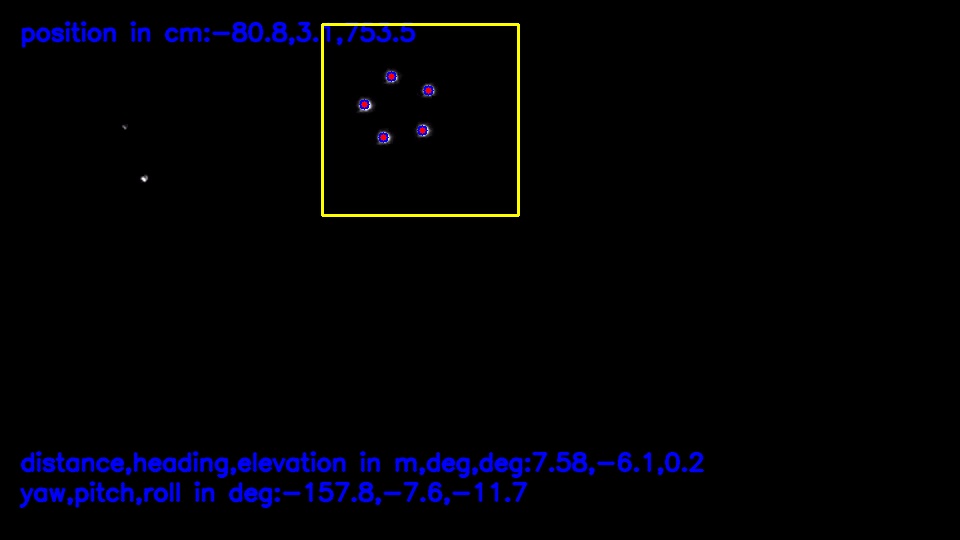 position in cm:-80.8,3.1,753.5
distance,heading,elevation in m,deg,deg:7.58,-6.1,0.2
yaw,pitch,roll in deg:-157.8,-7.6,-11.7